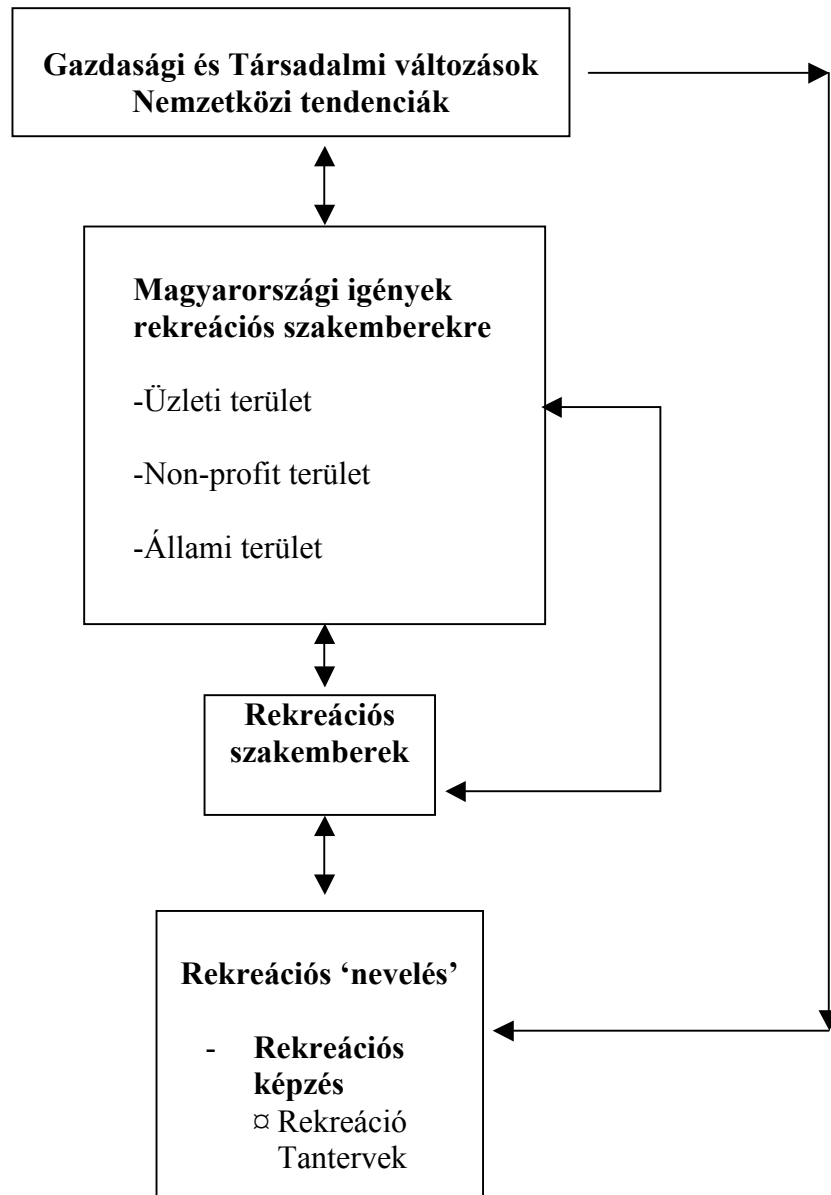 Gazdasági és Társadalmi változások
Nemzetközi tendenciák
Magyarországi igények
rekreációs szakemberekre
-Üzleti terület
-Non-profit terület
-Állami terület
Rekreációs
szakemberek
Rekreációs ‘nevelés’
- Rekreációs
képzés
¤ Rekreáció
Tantervek